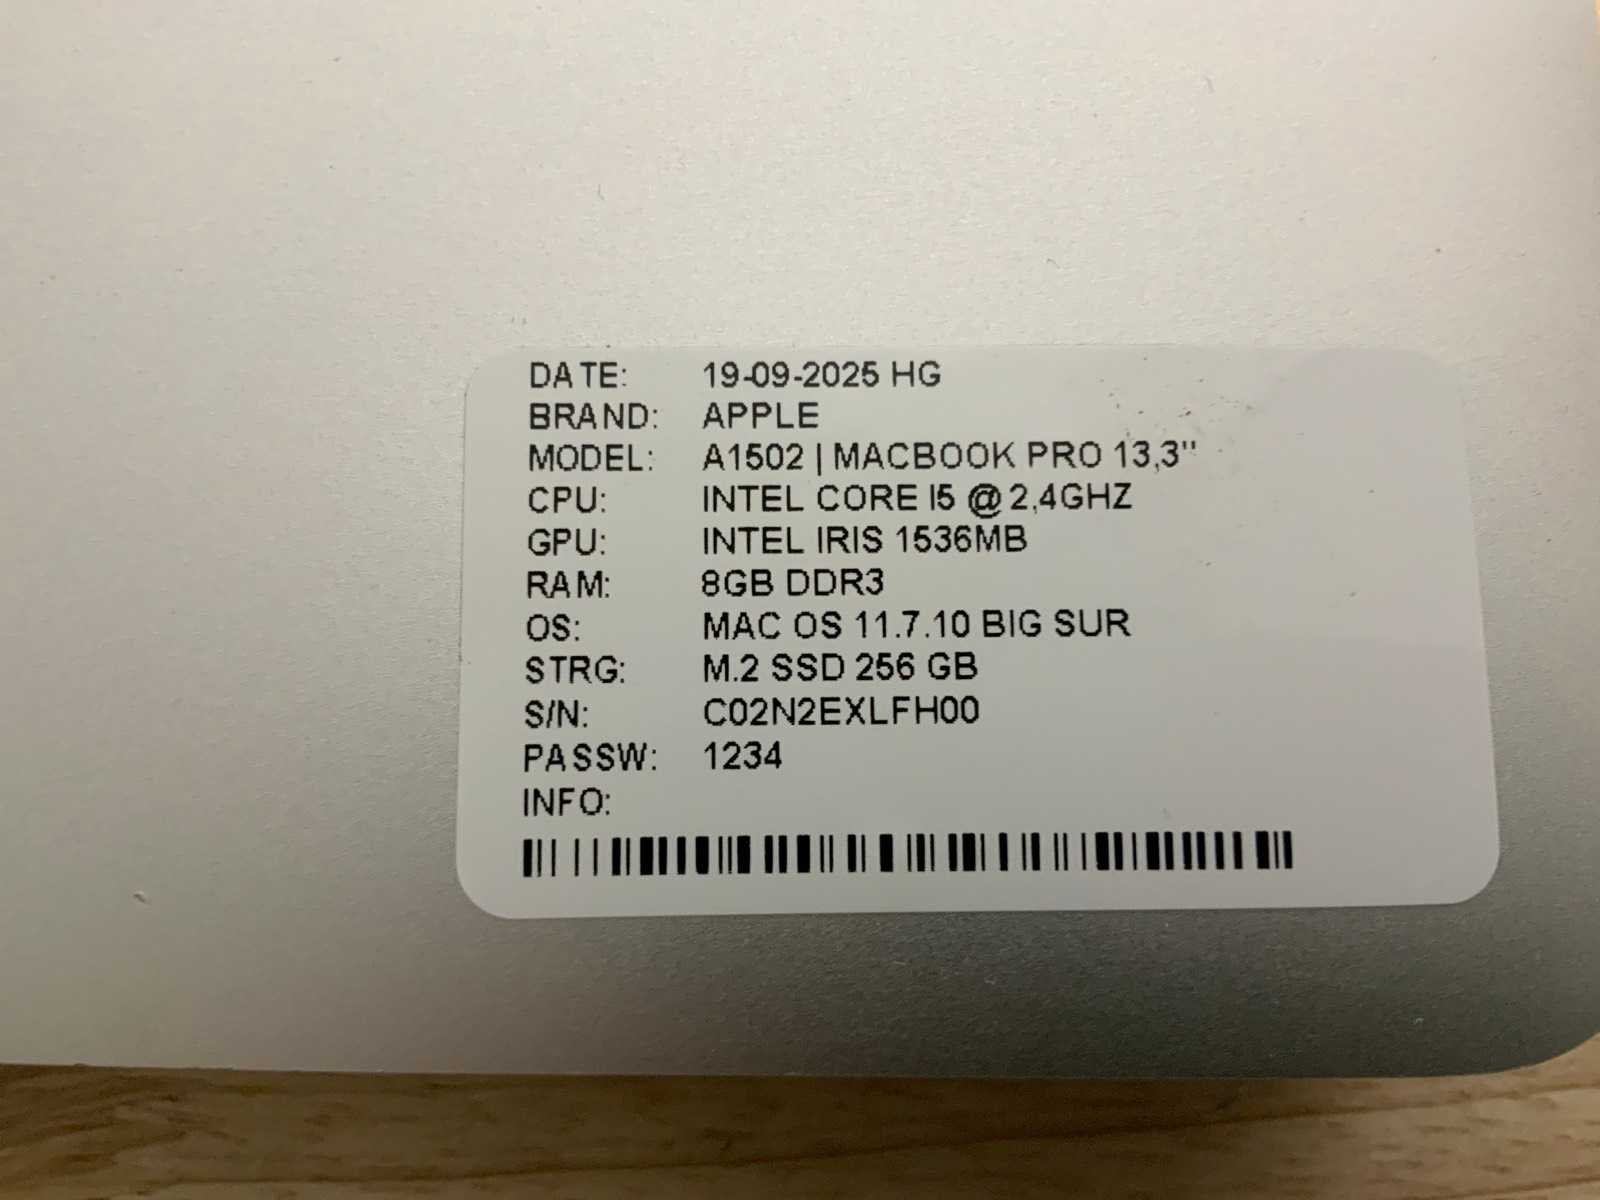 DATE: 19-09-2025 HG
BRAND: APPLE
MODEL: A1502 | MACBOOK PRO 13,3"
CPU: INTEL CORE I5 @ 2,4GHZ
GPU: INTEL IRIS 1536MB
RAM: 8GB DDR3
OS: MAC OS 11.7.10 BIG SUR
STRG: M.2 SSD 256 GB
S/N: C02N2EXLFH00
PASSW: 1234
INFO: